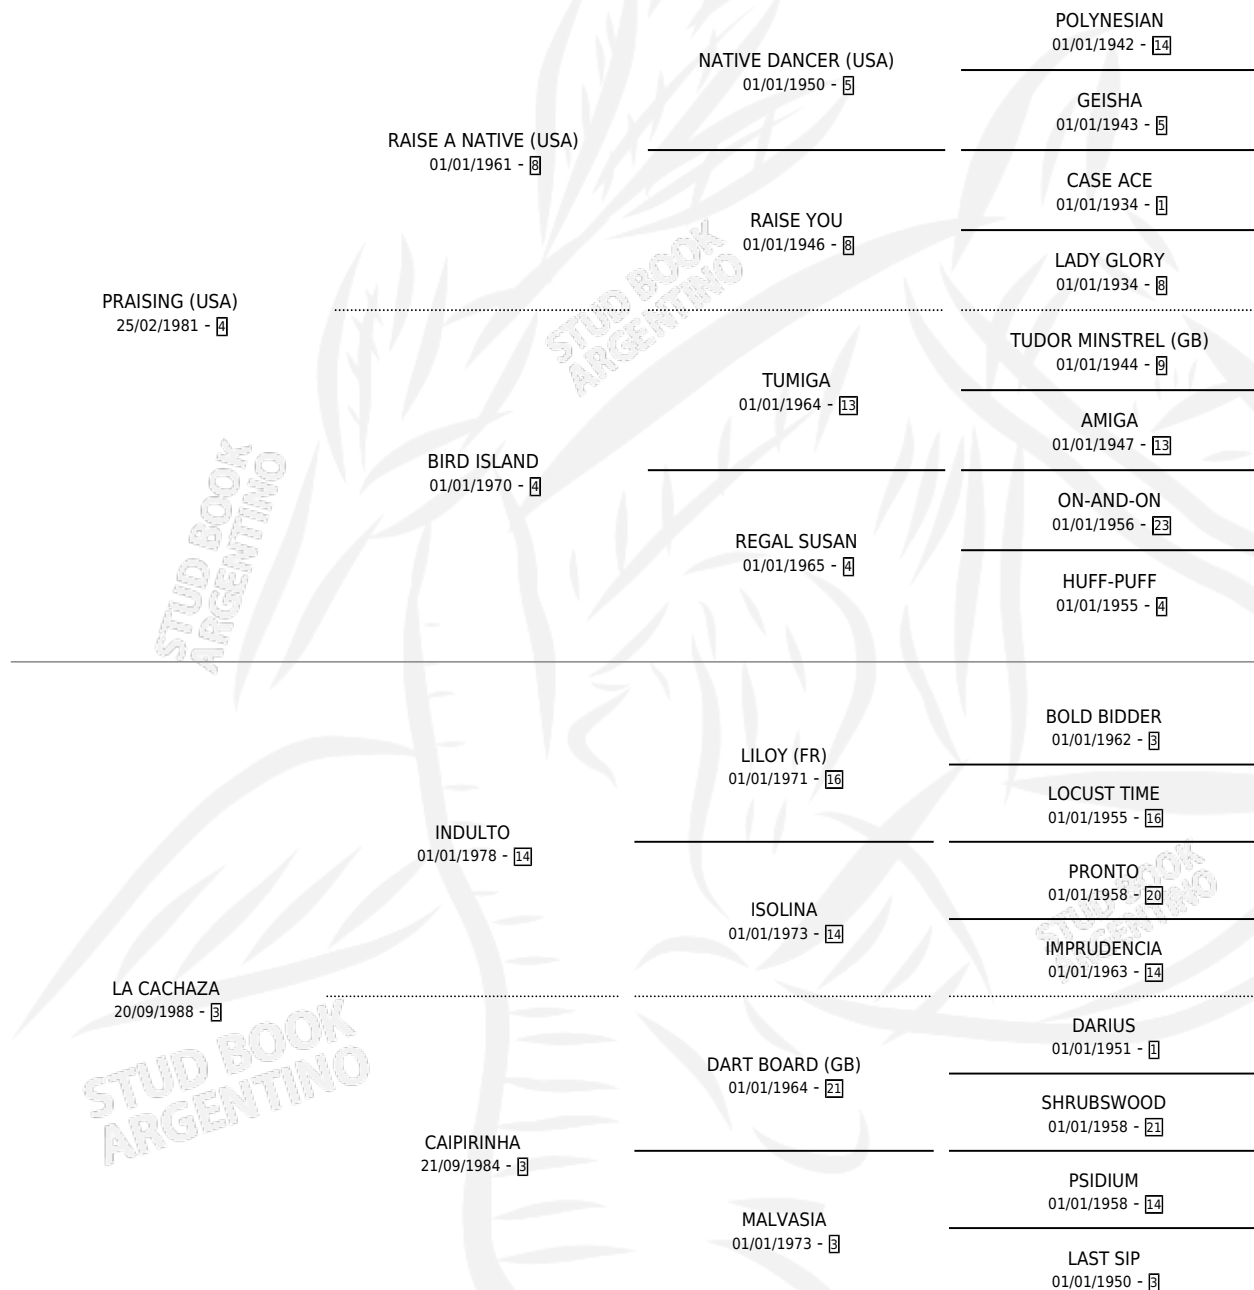 POLYNESIAN
01/01/1942 - 14
NATIVE DANCER (USA)
01/01/1950 - 5
GEISHA
01/01/1943 - 5
RAISE A NATIVE (USA)
01/01/1961 - 8
CASE ACE
01/01/1934 - 1
RAISE YOU
01/01/1946 - 8
LADY GLORY
01/01/1934 - 8
PRAISING (USA)
25/02/1981 - 4
TUDOR MINSTREL (GB)
01/01/1944 - 9
TUMIGA
01/01/1964 - 13
AMIGA
01/01/1947 - 13
BIRD ISLAND
01/01/1970 - 4
ON-AND-ON
01/01/1956 - 23
REGAL SUSAN
01/01/1965 - 4
HUFF-PUFF
01/01/1955 - 4
BOLD BIDDER
01/01/1962 - 3
LILOY (FR)
01/01/1971 - 16
LOCUST TIME
01/01/1955 - 16
INDULTO
01/01/1978 - 14
PRONTO
01/01/1958 - 20
ISOLINA
01/01/1973 - 14
IMPRUDENCIA
01/01/1963 - 14
LA CACHAZA
20/09/1988 - 3
DARIUS
01/01/1951 - 1
DART BOARD (GB)
01/01/1964 - 21
SHRUBSWOOD
01/01/1958 - 21
CAIPIRINHA
21/09/1984 - 3
PSIDIUM
01/01/1958 - 14
MALVASIA
01/01/1973 - 3
LAST SIP
01/01/1950 - 3
STUD BOOK
ARGENTINO
STUD BOOK
ARGENTINO
STUD BOOK
ARGENTINO
STUD BOOK
ARGENTINO